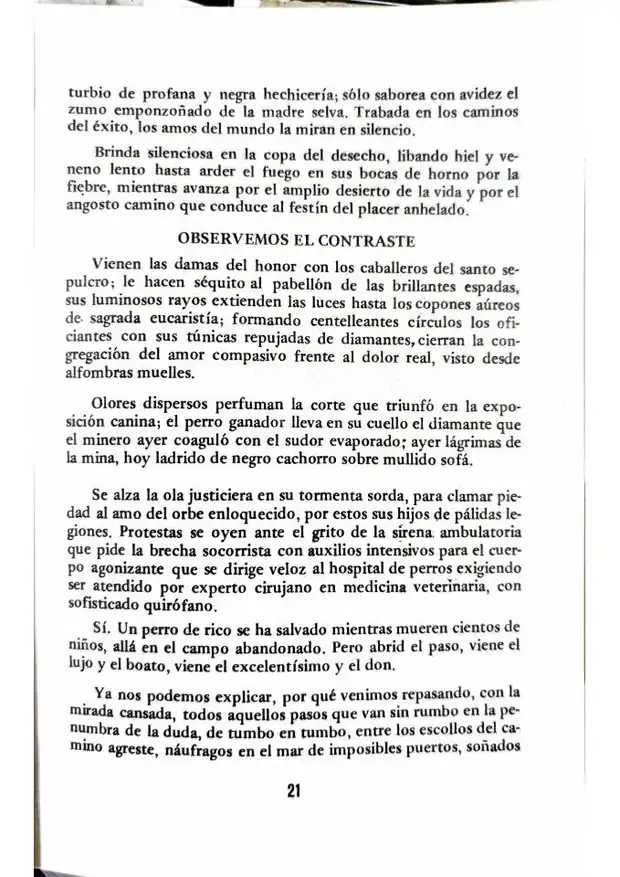 turbio de profana y negra hechicería; sólo saborea con avidez el
zumo emponzoñado de la madre selva. Trabada en los caminos
del éxito, los amos del mundo la miran en silencio.
Brinda silenciosa en la copa del desecho, libando hiel y ve-
neno lento hasta arder el fuego en sus bocas de horno por la
fiebre, mientras avanza por el amplio desierto de la vida y por el
angosto camino que conduce al festín del placer anhelado.
OBSERVEMOS EL CONTRASTE
Vienen las damas del honor con los caballeros del santo se-
pulcro; le hacen séquito al pabellón de las brillantes espadas,
sus luminosos rayos extienden las luces hasta los copones aúreos
de sagrada eucaristía; formando centelleantes círculos los ofi-
ciantes con sus túnicas repujadas de diamantes, cierran la con-
gregación del amor compasivo frente al dolor real, visto desde
alfombras muelles.
Olores dispersos perfuman la corte que triunfó en la expo-
sición canina; el perro ganador lleva en su cuello el diamante que
el minero ayer coaguló con el sudor evaporado; ayer lágrimas de
la mina, hoy ladrido de negro cachorro sobre mullido sofá.
Se alza la ola justiciera en su tormenta sorda, para clamar pie-
dad al amo del orbe enloquecido, por estos sus hijos de pálidas le-
giones. Protestas se oyen ante el grito de la sirena ambulatoria
que pide la brecha socorrista con auxilios intensivos para el cuer-
po agonizante que se dirige veloz al hospital de perros exigiendo
ser atendido por experto cirujano en medicina veterinaria, con
sofisticado quirófano.
Sí. Un perro de rico se ha salvado mientras mueren cientos de
niños, allá en el campo abandonado. Pero abrid el paso, viene el
lujo y el boato, viene el excelentísimo y el don.
Ya nos podemos explicar, por qué venimos repasando, con la
mirada cansada, todos aquellos pasos que van sin rumbo en la pe-
numbra de la duda, de tumbo en tumbo, entre los escollos del ca-
mino agreste, náufragos en el mar de imposibles puertos, soñados
21